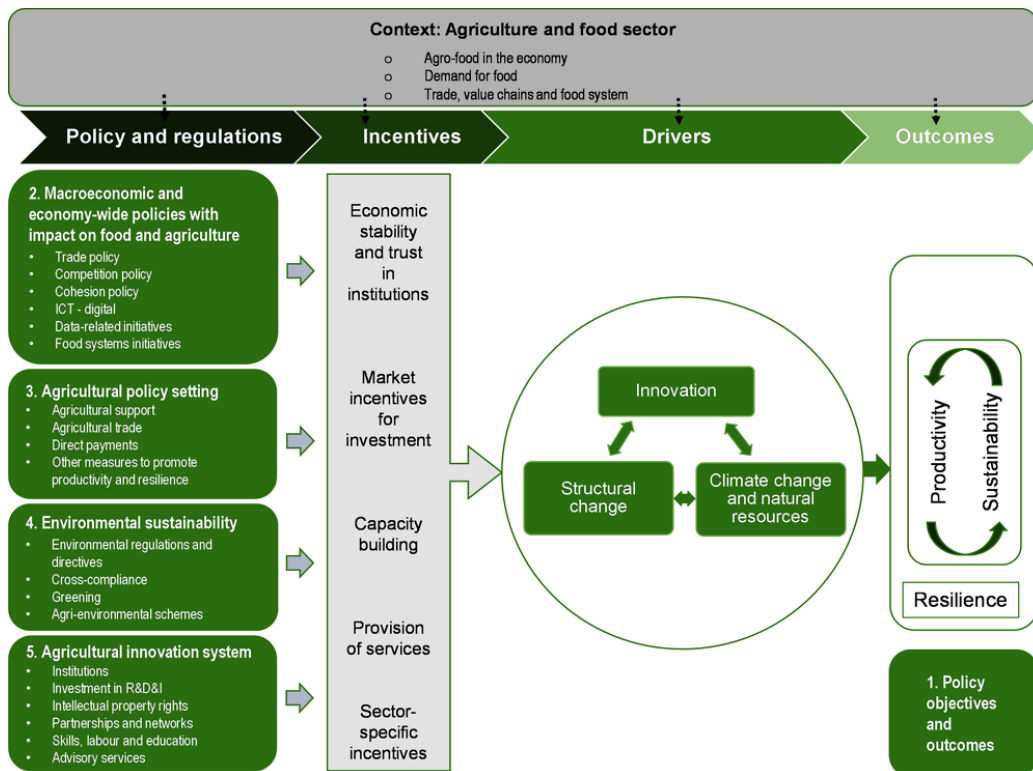 Context: Agriculture and food sector
o Agro-food in the economy
o Demand for food
o Trade, value chains and food system
Policy and regulations
Incentives
Drivers
Outcomes
2. Macroeconomic and
economy-wide policies with
impact on food and agriculture
• Trade policy
• Competition policy
• Cohesion policy
• ICT - digital
• Data-related initiatives
• Food systems initiatives
3. Agricultural policy setting
• Agricultural support
• Agricultural trade
• Direct payments
• Other measures to promote
productivity and resilience
4. Environmental sustainability
• Environmental regulations and
directives
• Cross-compliance
• Greening
• Agri-environmental schemes
5. Agricultural innovation system
• Institutions
• Investment in R&D&I
• Intellectual property rights
• Partnerships and networks
• Skills, labour and education
• Advisory services
Economic
stability
and trust
in
institutions
Market
incentives
for
investment
Capacity
building
Provision
of services
Sector-
specific
incentives
Innovation
Structural
change
Climate change
and natural
resources
Productivity
Sustainability
Resilience
1. Policy
objectives
and
outcomes